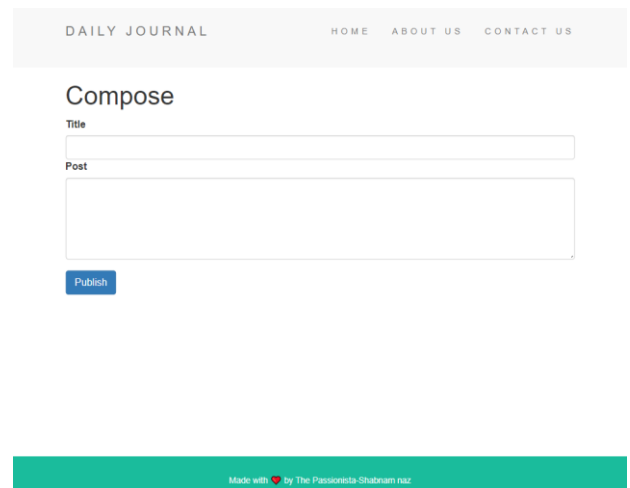 DAILY JOURNAL HOME ABOUT US CONTACT US
Compose
Title
Post
Publish
Made with ❤ by The Passionista-Shabnam naz